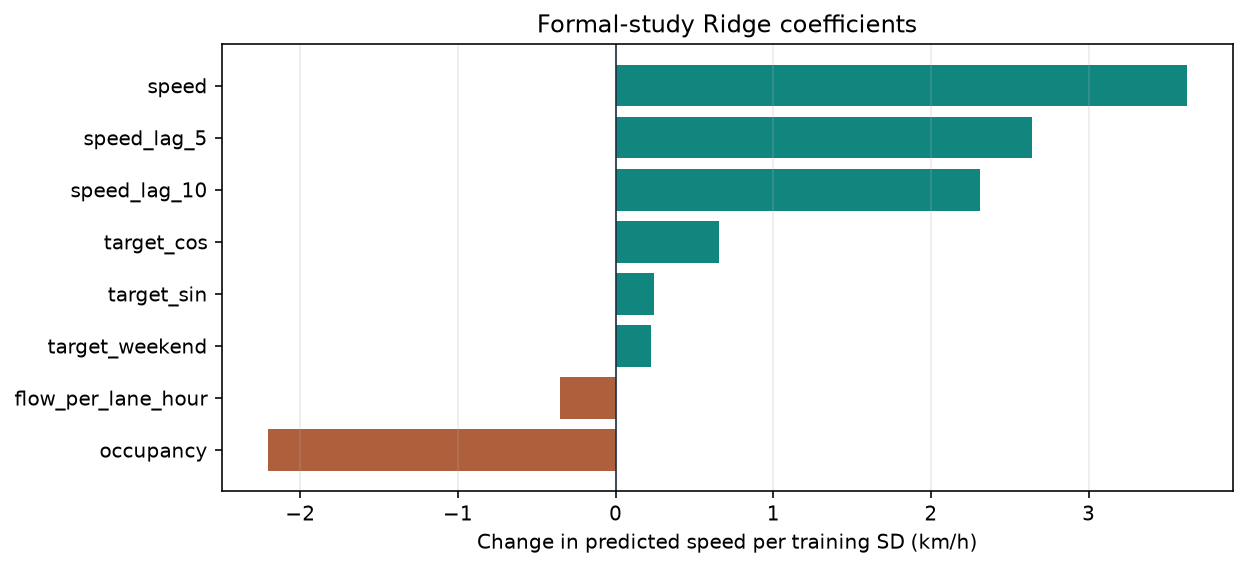 Formal-study Ridge coefficients
speed
speed_lag_5
speed_lag_10
target_cos
target_sin
target_weekend
flow_per_lane_hour
occupancy
−2 −1 0 1 2 3
Change in predicted speed per training SD (km/h)